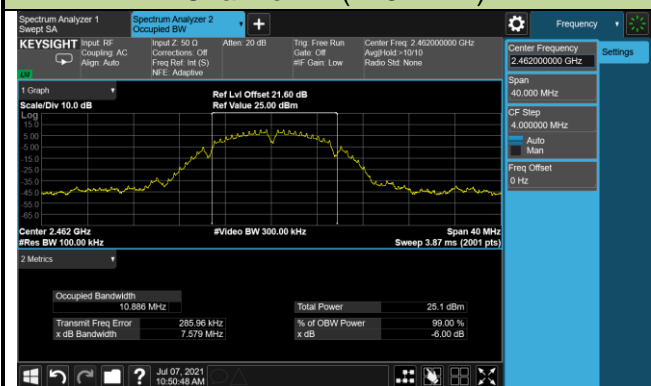 Spectrum Analyzer 1
Swept SA
Spectrum Analyzer 2
Occupied BW
+
Frequency
KEYSIGHT
Input: RF
Coupling: AC
Align: Auto
Input Z: 50 Ω
Corrections: Off
Freq Ref: Int (S)
NFE: Adaptive
Atten: 20 dB
Trig: Free Run
Gate: Off
#IF Gain: Low
Center Freq: 2.462000000 GHz
Avg|Hold:>10/10
Radio Std: None
Center Frequency
2.462000000 GHz
Settings
Span
40.000 MHz
CF Step
4.000000 MHz
Auto
Man
Freq Offset
0 Hz
1 Graph
Scale/Div 10.0 dB
Ref Lvl Offset 21.60 dB
Ref Value 25.00 dBm
Log
15.0
5.00
-5.00
-15.0
-25.0
-35.0
-45.0
-55.0
-65.0
Center 2.462 GHz
#Res BW 100.00 kHz
#Video BW 300.00 kHz
Span 40 MHz
Sweep 3.87 ms (2001 pts)
2 Metrics
Occupied Bandwidth
10.886 MHz
Total Power 25.1 dBm
Transmit Freq Error 285.96 kHz
% of OBW Power 99.00 %
x dB Bandwidth 7.579 MHz
x dB -6.00 dB
?
Jul 07, 2021
10:50:48 AM